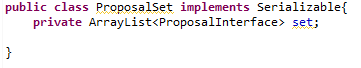 public class ProposalSet implements Serializable{
private ArrayList<ProposalInterface> set;
}